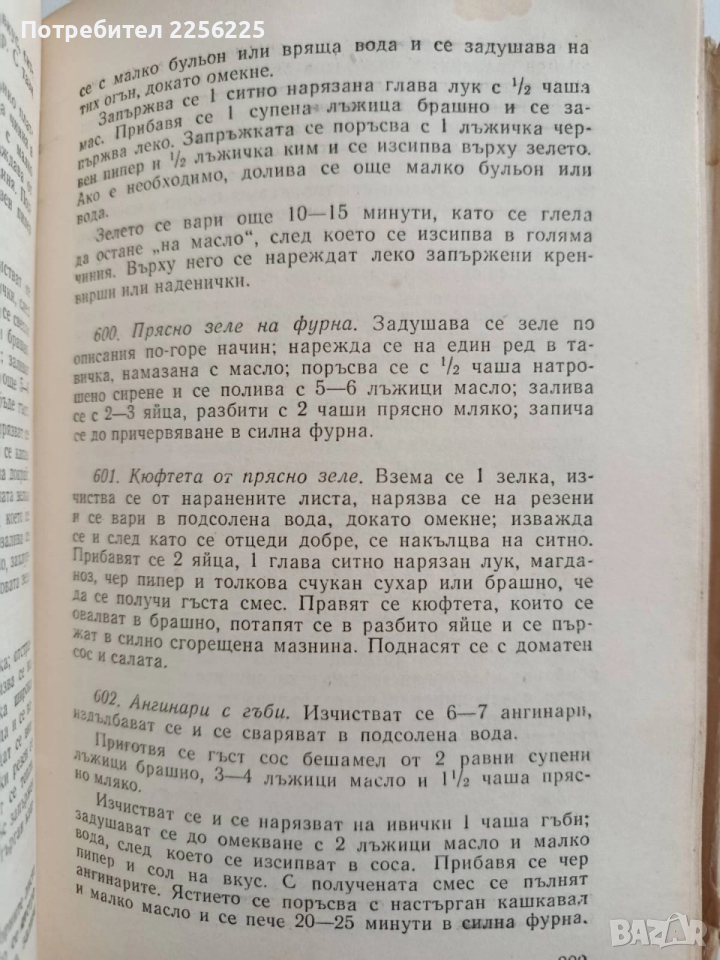 Потребител 2256225
се с малко бульон или вряща вода и се задушава на
тих огън, докато омекне.
Запържва се 1 ситно нарязана глава лук с 1/2 чаша
мас. Прибавя се 1 супена лъжица брашно и се за-
пържва леко. Запръжката се поръсва с 1 лъжичка чер-
вен пипер и 1/2 лъжичка ким и се изсипва върху зелето.
Ако е необходимо, долива се още малко бульон или
вода.
Зелето се вари още 10—15 минути, като се глела
да остане „на масло“, след което се изсипва в голяма
чиния. Върху него се нареждат леко запържени крен-
вирши или наденички.
600. Прясно зеле на фурна. Задушава се зеле по
описания по-горе начин; нарежда се на един ред в та-
вичка, намазана с масло; поръсва се с 1/2 чаша натро-
шено сирене и се полива с 5—6 лъжици масло; залива
се с 2—3 яйца, разбити с 2 чаши прясно мляко; запича
се до причервяване в силна фурна.
601. Кюфтета от прясно зеле. Взема се 1 зелка, из-
чиства се от наранените листа, нарязва се на резени
и се вари в подсолена вода, докато омекне; изважда
се и след като се отцеди добре, се накълцва на ситно.
Прибавят се 2 яйца, 1 глава ситно нарязан лук, магда-
ноз, чер пипер и толкова счукан сухар или брашно, че
да се получи гъста смес. Правят се кюфтета, които се
овалват в брашно, потапят се в разбито яйце и се пър-
жат в силно сгорещена мазнина. Поднасят се с доматен
сос и салата.
602. Ангинари с гъби. Изчистват се 6—7 ангинари,
издълбават се и се сваряват в подсолена вода.
Приготвя се гъст сос бешамел от 2 равни супени
лъжици брашно, 3—4 лъжици масло и 1 1/2 чаша пряс-
но мляко.
Изчистват се и се нарязват на ивички 1 чаша гъби;
задушават се до омекване с 2 лъжици масло и малко
вода, след което се изсипват в соса. Прибавя се чер
пипер и сол на вкус. С получената смес се пълнят
ангинарите. Ястието се поръсва с настърган кашкавал
и малко масло и се пече 20—25 минути в силна фурна.
BAZAR